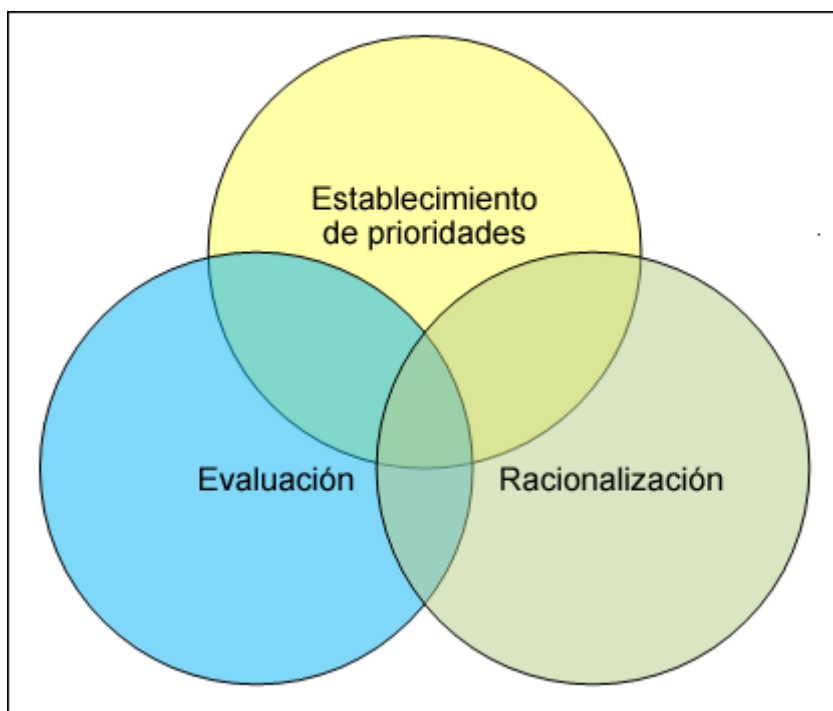 Establecimiento
de prioridades
Evaluación
Racionalización